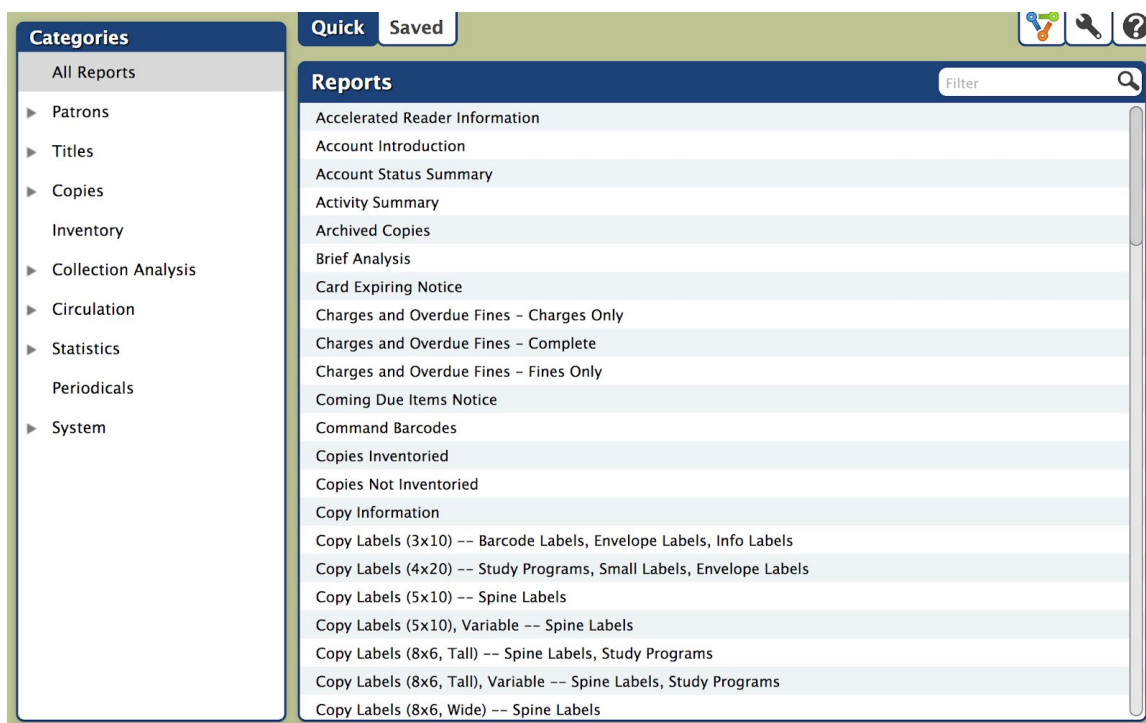 Categories
All Reports
Patrons
Titles
Copies
Inventory
Collection Analysis
Circulation
Statistics
Periodicals
System
Quick
Saved
?
Reports
Filter
Accelerated Reader Information
Account Introduction
Account Status Summary
Activity Summary
Archived Copies
Brief Analysis
Card Expiring Notice
Charges and Overdue Fines – Charges Only
Charges and Overdue Fines – Complete
Charges and Overdue Fines – Fines Only
Coming Due Items Notice
Command Barcodes
Copies Inventoried
Copies Not Inventoried
Copy Information
Copy Labels (3x10) -- Barcode Labels, Envelope Labels, Info Labels
Copy Labels (4x20) -- Study Programs, Small Labels, Envelope Labels
Copy Labels (5x10) -- Spine Labels
Copy Labels (5x10), Variable -- Spine Labels
Copy Labels (8x6, Tall) -- Spine Labels, Study Programs
Copy Labels (8x6, Tall), Variable -- Spine Labels, Study Programs
Copy Labels (8x6, Wide) -- Spine Labels